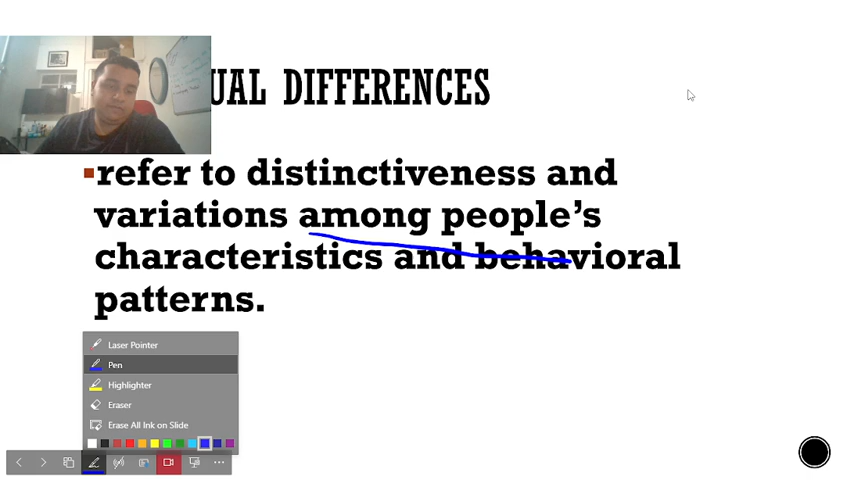 UAL DIFFERENCES
refer to distinctiveness and
variations among people's
characteristics and behavioral
patterns.
Laser Pointer
Pen
Highlighter
Eraser
Erase All Ink on Slide